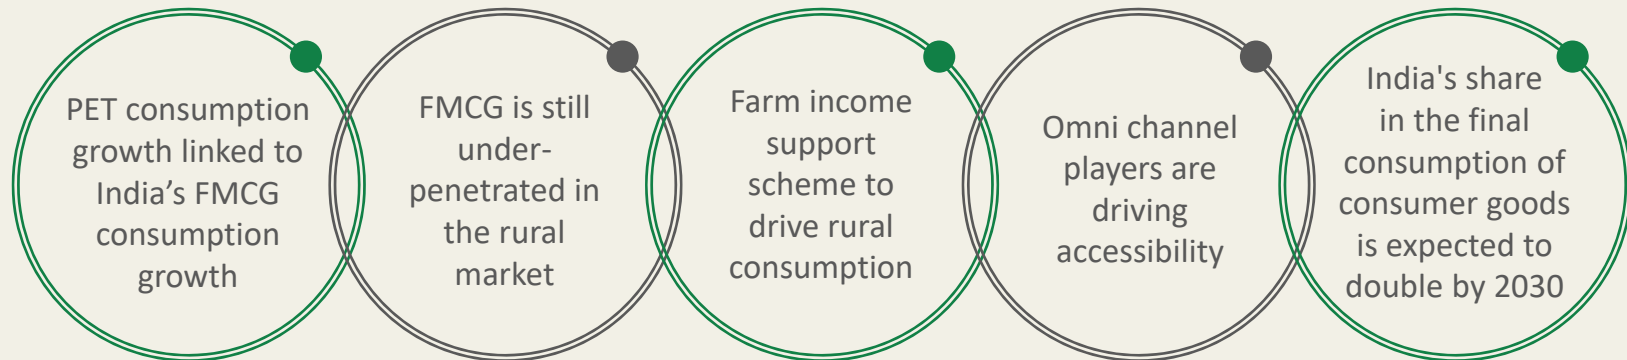 PET consumption
growth linked to
India’s FMCG
consumption
growth
FMCG is still
under-
penetrated in
the rural
market
Farm income
support
scheme to
drive rural
consumption
Omni channel
players are
driving
accessibility
India's share
in the final
consumption of
consumer goods
is expected to
double by 2030